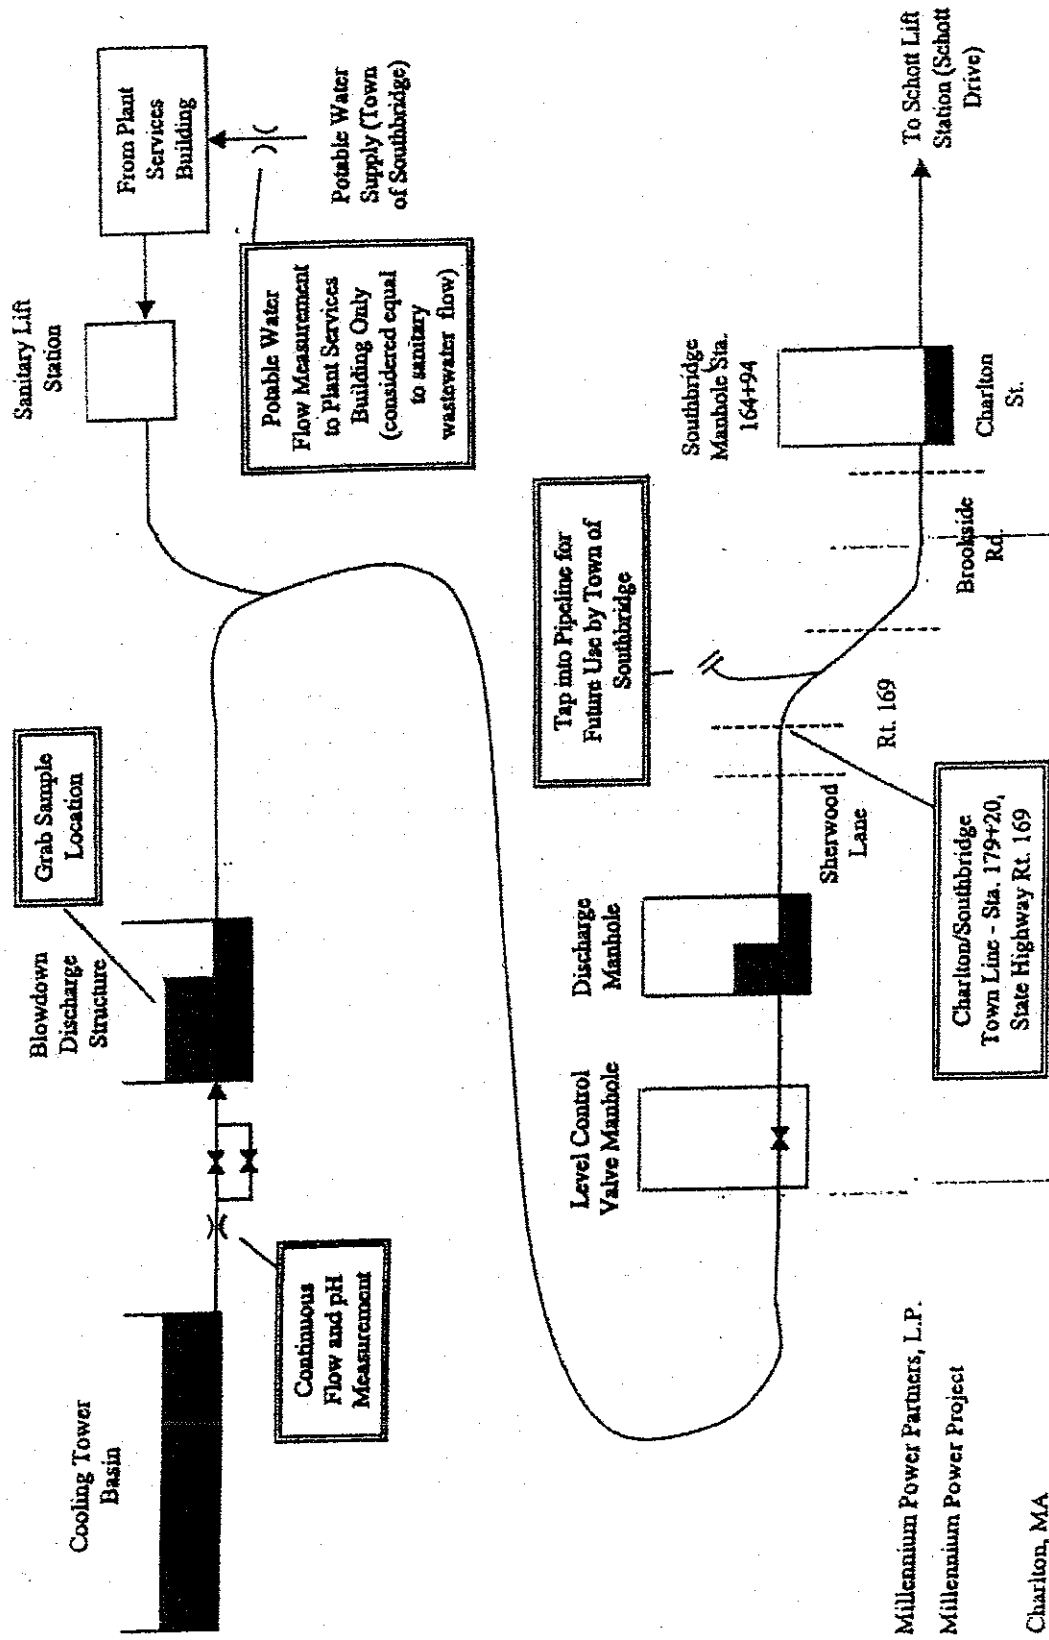 Cooling Tower
Basin
Continuous
Flow and pH
Measurement
Blowdown
Discharge
Structure
Grab Sample
Location
Sanitary Lift
Station
From Plant
Services
Building
Potable Water
Supply (Town
of Southbridge)
Potable Water
Flow Measurement
to Plant Services
Building Only
(considered equal
to sanitary
wastewater flow)
Level Control
Valve Manhole
Discharge
Manhole
Sherwood
Lane
Tap into Pipeline for
Future Use by Town of
Southbridge
Rt. 169
Charlton/Southbridge
Town Line - Sta. 179+20,
State Highway Rt. 169
Brookside
Rd.
Southbridge
Manhole Sta.
164+94
Charlton
St.
To Schott Lift
Station (Schott
Drive)
Millennium Power Partners, L.P.
Millennium Power Project
Charlton, MA